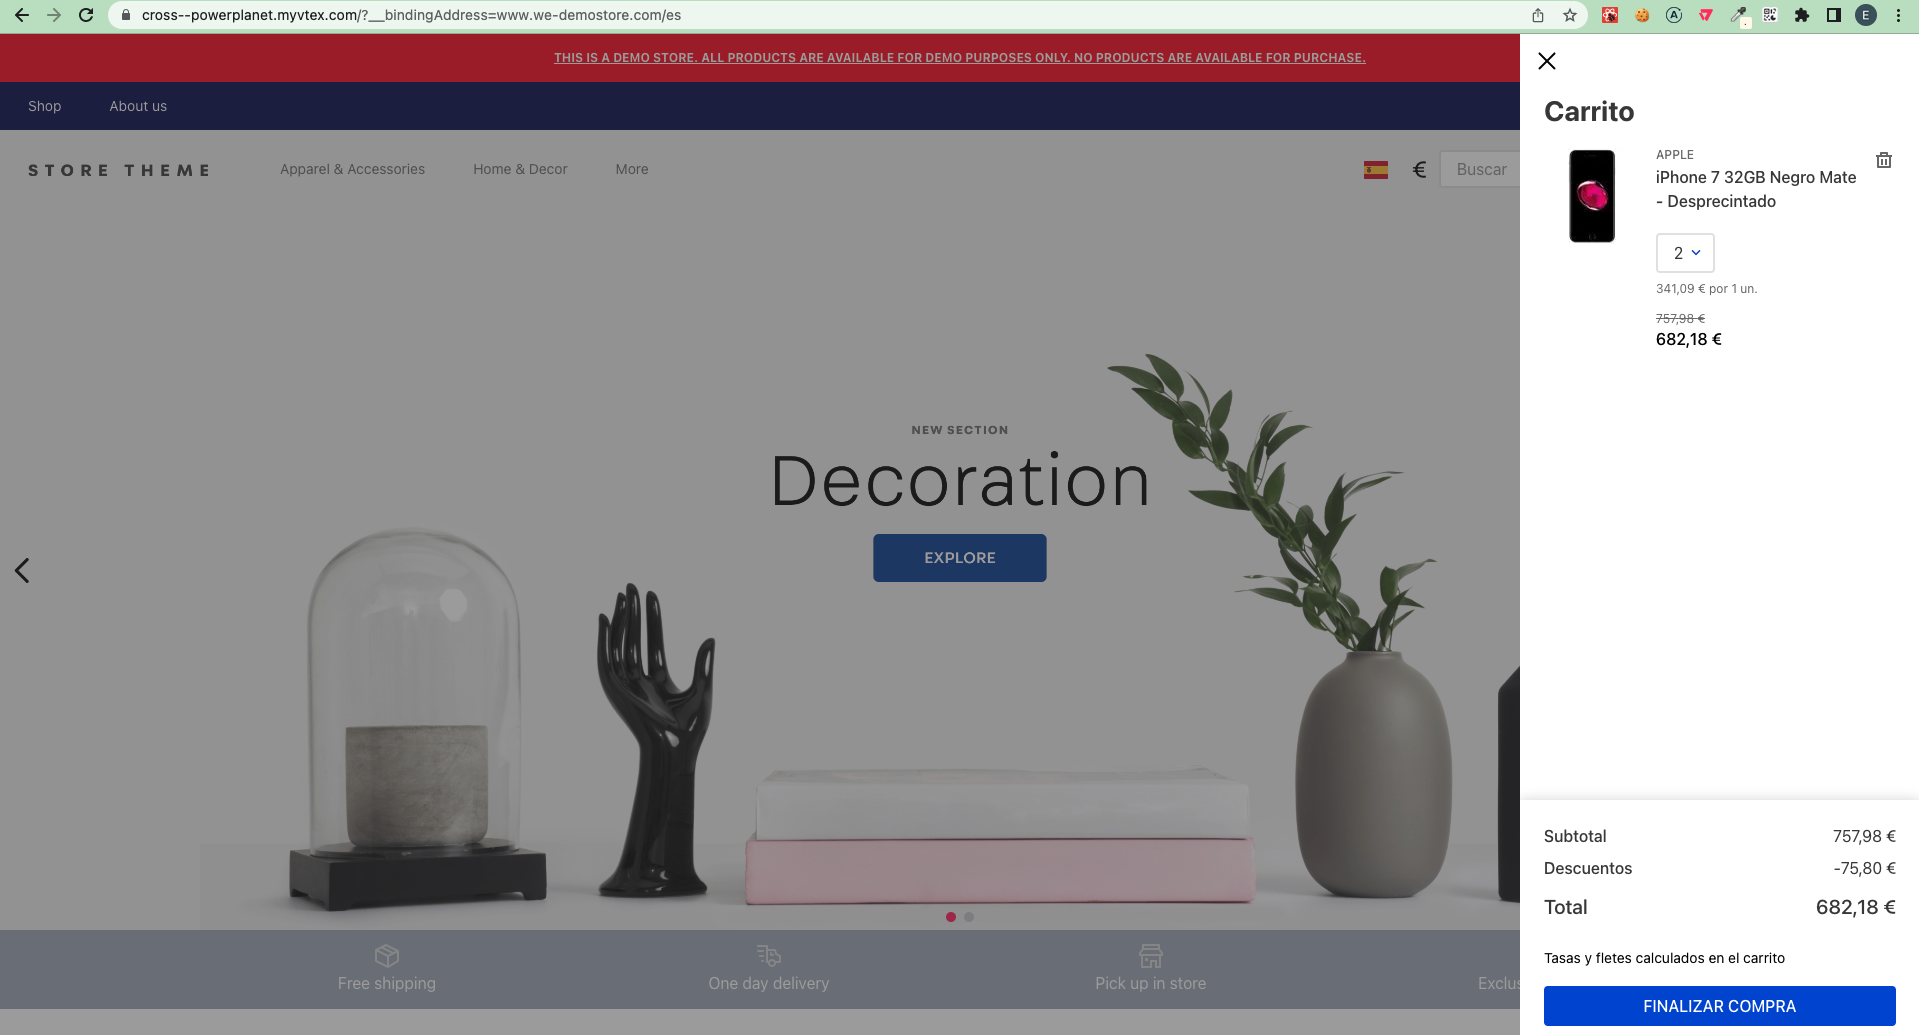 cross--powerplanet.myvtex.com/?__bindingAddress=www.we-demostore.com/es
E
THIS IS A DEMO STORE. ALL PRODUCTS ARE AVAILABLE FOR DEMO PURPOSES ONLY. NO PRODUCTS ARE AVAILABLE FOR PURCHASE.
Shop
About us
STORE THEME
Apparel & Accessories
Home & Decor
More
€
Buscar
NEW SECTION
Decoration
EXPLORE
Free shipping
One day delivery
Pick up in store
Exclus
Carrito
APPLE
iPhone 7 32GB Negro Mate
- Desprecintado
2
341,09 € por 1 un.
757,98 €
682,18 €
Subtotal 757,98 €
Descuentos -75,80 €
Total 682,18 €
Tasas y fletes calculados en el carrito
FINALIZAR COMPRA